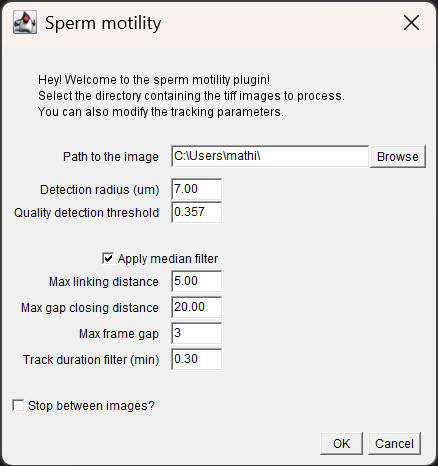 Sperm motility
Hey! Welcome to the sperm motility plugin!
Select the directory containing the tiff images to process.
You can also modify the tracking parameters.
Path to the image C:\Users\mathi\ Browse
Detection radius (um) 7.00
Quality detection threshold 0.357
Apply median filter
Max linking distance 5.00
Max gap closing distance 20.00
Max frame gap 3
Track duration filter (min) 0.30
Stop between images?
OK Cancel